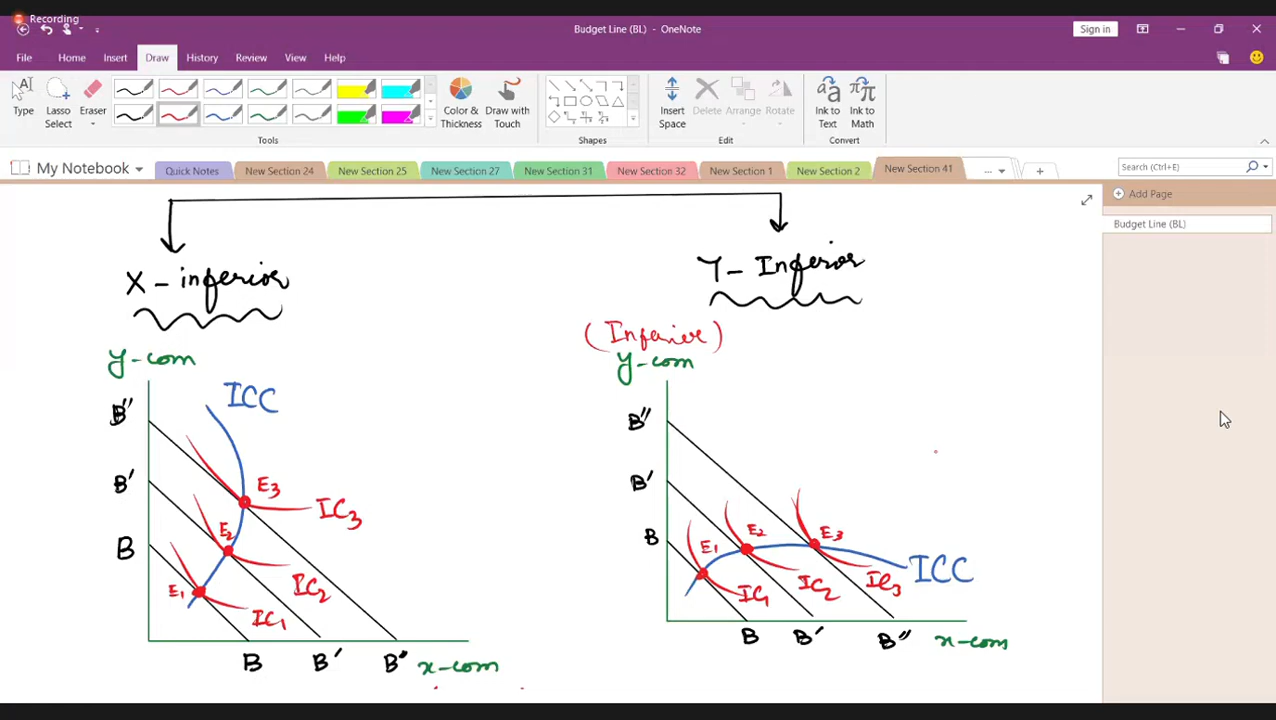 Recording
Budget Line (BL) - OneNote
Sign in
File Home Insert Draw History Review View Help
Type
Lasso Select
Eraser
Color & Thickness
Draw with Touch
Insert Space
Delete
Arrange
Rotate
Ink to Text
Ink to Math
Tools
Shapes
Edit
Convert
My Notebook
Quick Notes
New Section 24
New Section 25
New Section 27
New Section 31
New Section 32
New Section 1
New Section 2
New Section 41
...
Search (Ctrl+E)
Add Page
Budget Line (BL)
X - inferior
y-com
B''
B'
B
ICC
E3
E2
E1
IC3
IC2
IC1
B B' B''
x-com
Y - Inferior
(Inferior)
y-com
B''
B'
B
E1
E2
E3
ICC
IC1
IC2
IC3
B B' B''
x-com